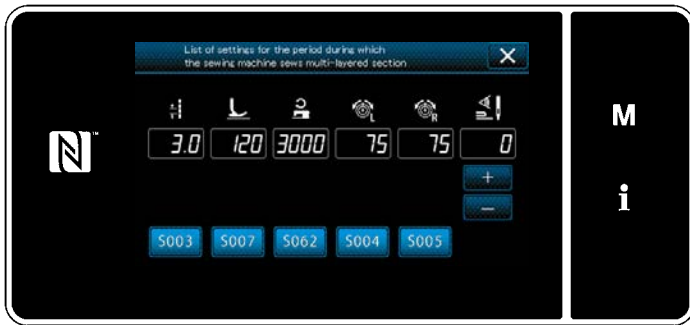 List of settings for the period during which
the sewing machine sews multi-layered section
L R
3.0 120 3000 75 75 0
+
−
S003 S007 S062 S004 S005
N™
M
i